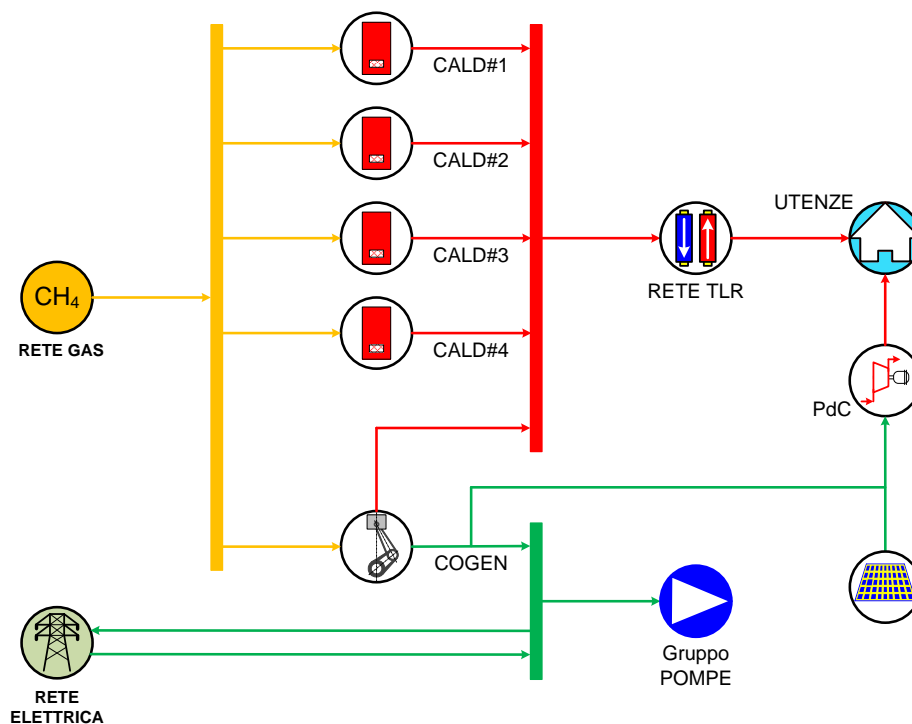 CALD#1
CALD#2
CALD#3
CALD#4
CH₄
RETE GAS
UTENZE
RETE TLR
PdC
COGEN
Gruppo
POMPE
RETE
ELETTRICA